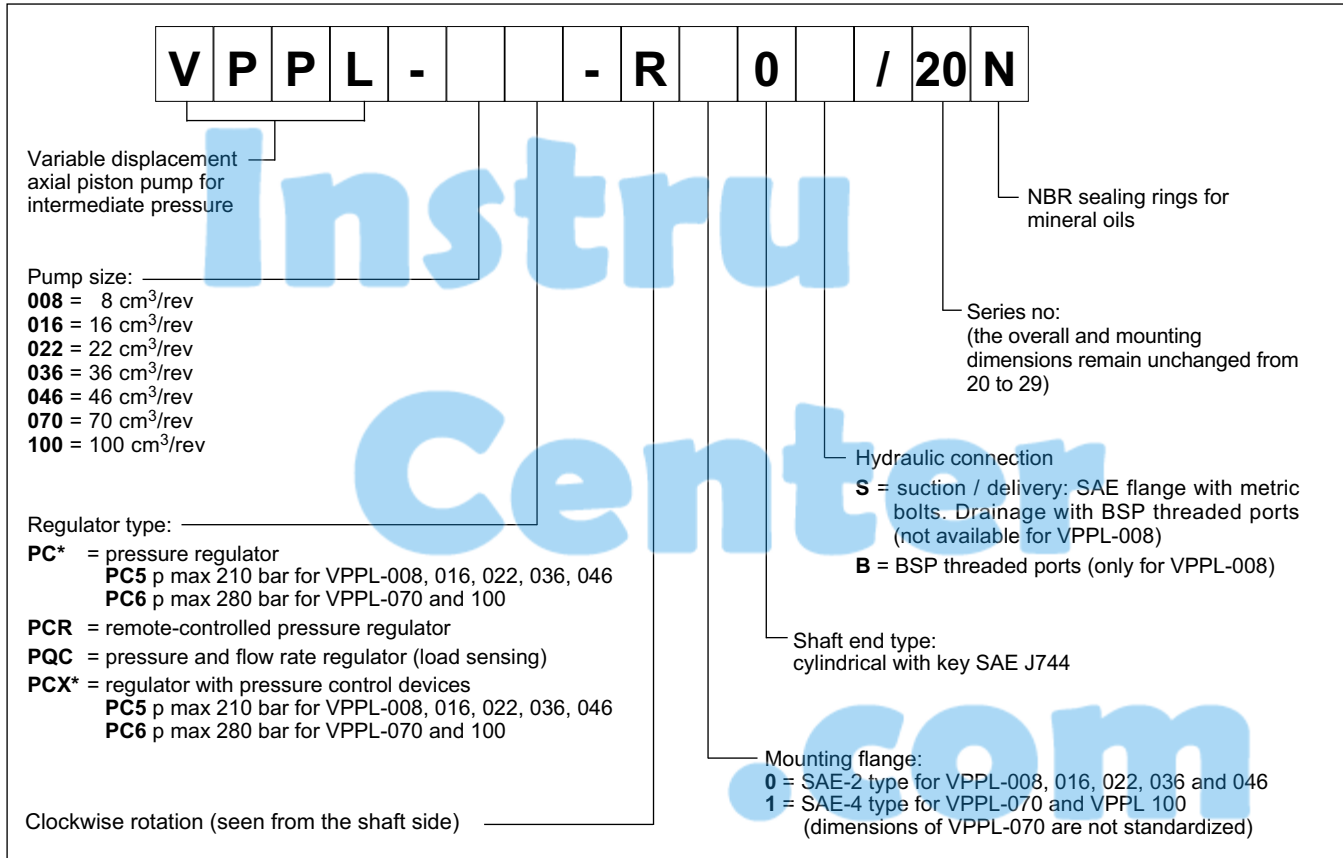 V P P L - - R 0 / 20 N
Variable displacement
axial piston pump for
intermediate pressure
Pump size:
008 = 8 cm³/rev
016 = 16 cm³/rev
022 = 22 cm³/rev
036 = 36 cm³/rev
046 = 46 cm³/rev
070 = 70 cm³/rev
100 = 100 cm³/rev
Regulator type:
PC* = pressure regulator
PC5 p max 210 bar for VPPL-008, 016, 022, 036, 046
PC6 p max 280 bar for VPPL-070 and 100
PCR = remote-controlled pressure regulator
PQC = pressure and flow rate regulator (load sensing)
PCX* = regulator with pressure control devices
PC5 p max 210 bar for VPPL-008, 016, 022, 036, 046
PC6 p max 280 bar for VPPL-070 and 100
Clockwise rotation (seen from the shaft side)
NBR sealing rings for
mineral oils
Series no:
(the overall and mounting
dimensions remain unchanged from
20 to 29)
Hydraulic connection
S = suction / delivery: SAE flange with metric
bolts. Drainage with BSP threaded ports
(not available for VPPL-008)
B = BSP threaded ports (only for VPPL-008)
Shaft end type:
cylindrical with key SAE J744
Mounting flange:
0 = SAE-2 type for VPPL-008, 016, 022, 036 and 046
1 = SAE-4 type for VPPL-070 and VPPL 100
(dimensions of VPPL-070 are not standardized)
Instru
Center
.com